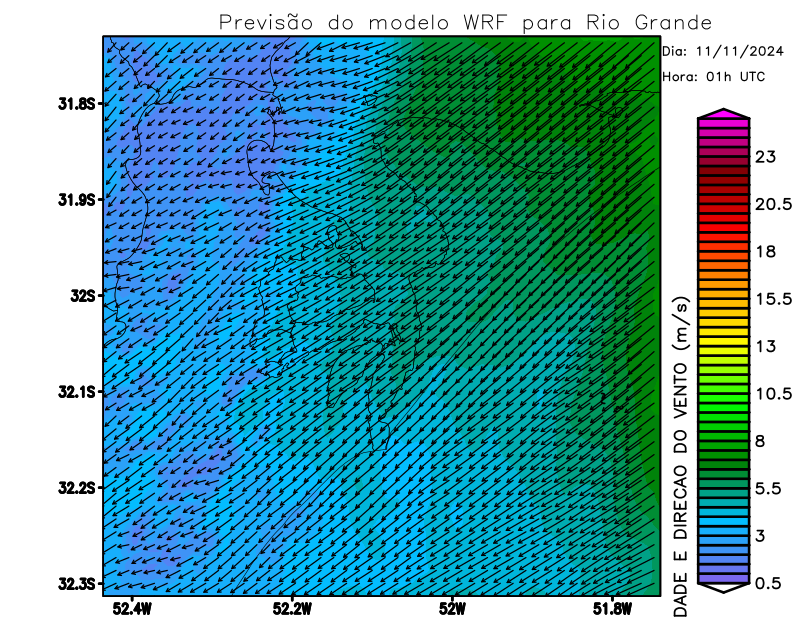 Previsão do modelo WRF para Rio Grande
Dia: 11/11/2024
Hora: 01h UTC
31.8S
31.9S
32S
32.1S
32.2S
32.3S
52.4W
52.2W
52W
51.8W
23
20.5
18
15.5
13
10.5
8
5.5
3
0.5
DADE E DIRECAO DO VENTO (m/s)